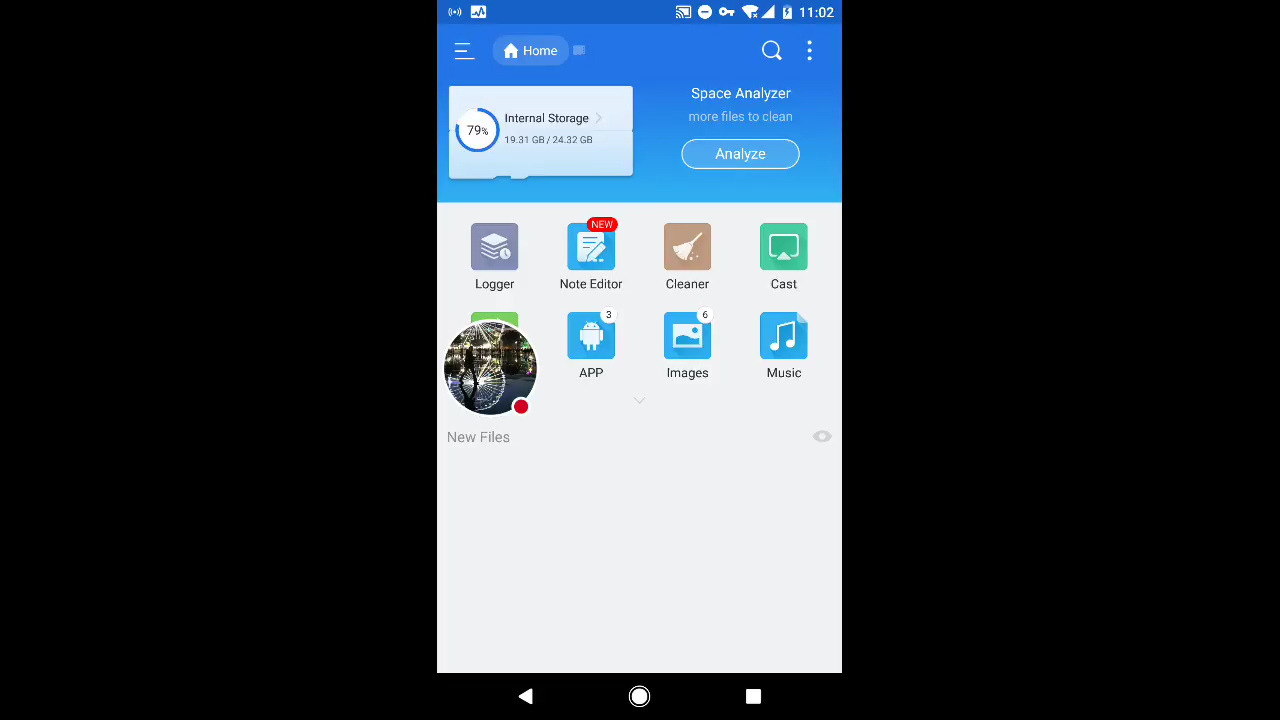 11:02
Home
Space Analyzer
79%
Internal Storage
more files to clean
19.31 GB / 24.32 GB
Analyze
NEW
Logger
Note Editor
Cleaner
Cast
3
6
APP
Images
Music
New Files